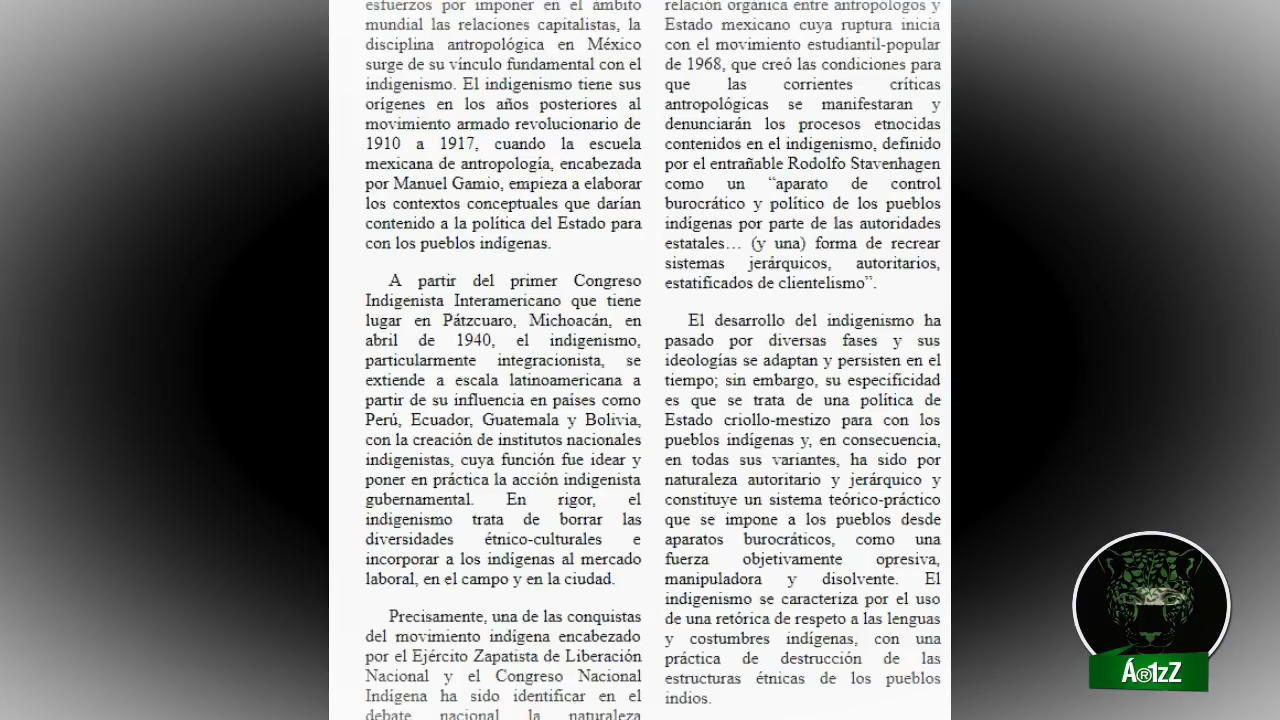 esfuerzos por imponer en el ámbito
mundial las relaciones capitalistas, la
disciplina antropológica en México
surge de su vínculo fundamental con el
indigenismo. El indigenismo tiene sus
orígenes en los años posteriores al
movimiento armado revolucionario de
1910 a 1917, cuando la escuela
mexicana de antropología, encabezada
por Manuel Gamio, empieza a elaborar
los contextos conceptuales que darían
contenido a la política del Estado para
con los pueblos indígenas.
A partir del primer Congreso
Indigenista Interamericano que tiene
lugar en Pátzcuaro, Michoacán, en
abril de 1940, el indigenismo,
particularmente integracionista, se
extiende a escala latinoamericana a
partir de su influencia en países como
Perú, Ecuador, Guatemala y Bolivia,
con la creación de institutos nacionales
indigenistas, cuya función fue idear y
poner en práctica la acción indigenista
gubernamental. En rigor, el
indigenismo trata de borrar las
diversidades étnico-culturales e
incorporar a los indígenas al mercado
laboral, en el campo y en la ciudad.
Precisamente, una de las conquistas
del movimiento indígena encabezado
por el Ejército Zapatista de Liberación
Nacional y el Congreso Nacional
Indígena ha sido identificar en el
debate nacional la naturaleza
relación orgánica entre antropólogos y
Estado mexicano cuya ruptura inicia
con el movimiento estudiantil-popular
de 1968, que creó las condiciones para
que las corrientes críticas
antropológicas se manifestaran y
denunciarán los procesos etnocidas
contenidos en el indigenismo, definido
por el entrañable Rodolfo Stavenhagen
como un “aparato de control
burocrático y político de los pueblos
indígenas por parte de las autoridades
estatales… (y una) forma de recrear
sistemas jerárquicos, autoritarios,
estatificados de clientelismo”.
El desarrollo del indigenismo ha
pasado por diversas fases y sus
ideologías se adaptan y persisten en el
tiempo; sin embargo, su especificidad
es que se trata de una política de
Estado criollo-mestizo para con los
pueblos indígenas y, en consecuencia,
en todas sus variantes, ha sido por
naturaleza autoritario y jerárquico y
constituye un sistema teórico-práctico
que se impone a los pueblos desde
aparatos burocráticos, como una
fuerza objetivamente opresiva,
manipuladora y disolvente. El
indigenismo se caracteriza por el uso
de una retórica de respeto a las lenguas
y costumbres indígenas, con una
práctica de destrucción de las
estructuras étnicas de los pueblos
indios.
Á®1zZ